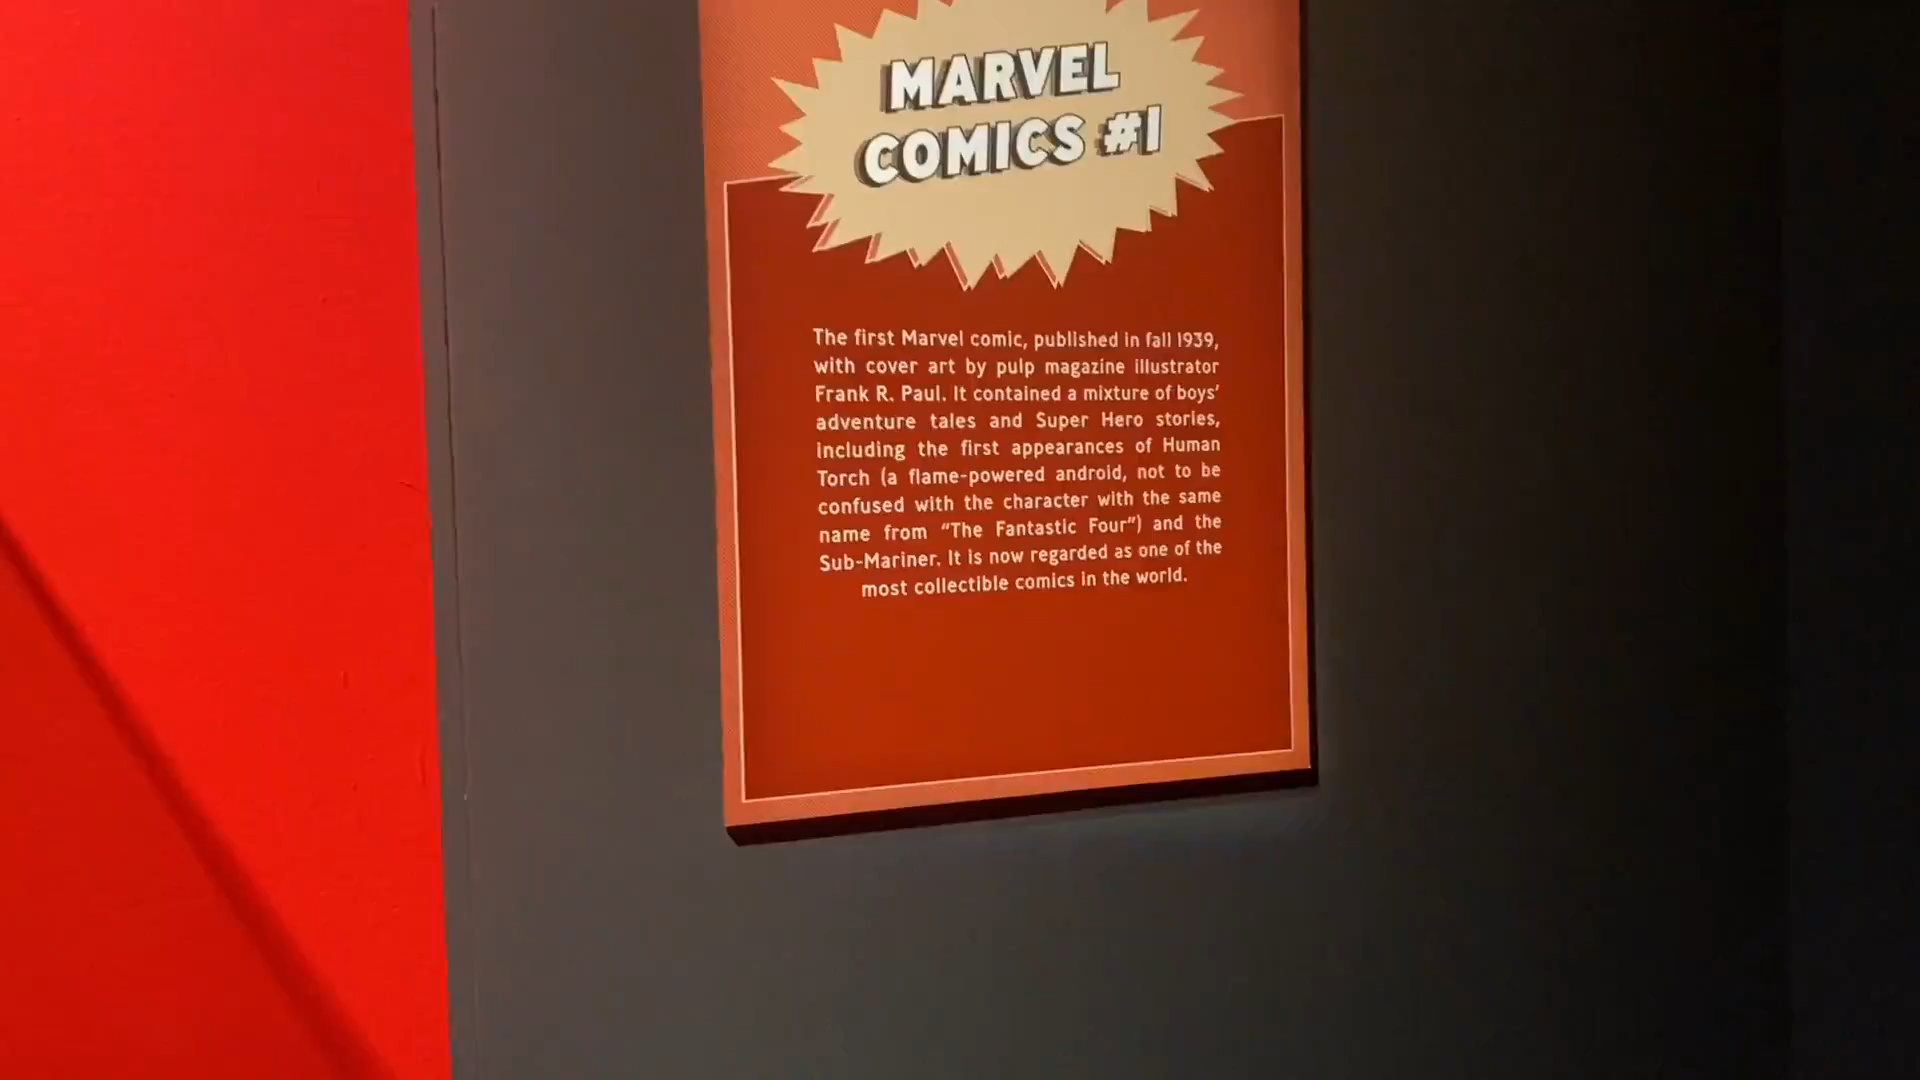 MARVEL
COMICS #1
The first Marvel comic, published in fall 1939,
with cover art by pulp magazine illustrator
Frank R. Paul. It contained a mixture of boys'
adventure tales and Super Hero stories,
including the first appearances of Human
Torch (a flame-powered android, not to be
confused with the character with the same
name from “The Fantastic Four”) and the
Sub-Mariner. It is now regarded as one of the
most collectible comics in the world.